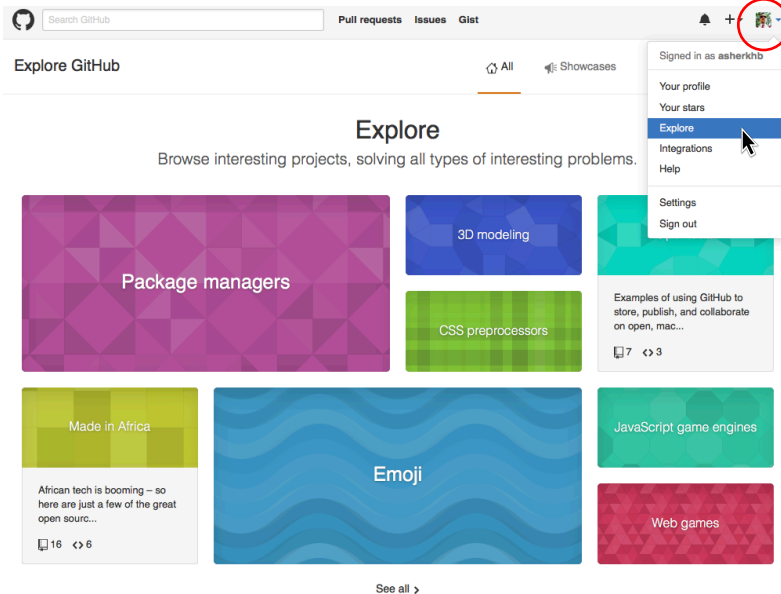 Search GitHub
Pull requests Issues Gist
Signed in as asherkhb
Your profile
Your stars
Explore
Integrations
Help
Settings
Sign out
Explore GitHub
All
Showcases
Explore
Browse interesting projects, solving all types of interesting problems.
Package managers
3D modeling
CSS preprocessors
Examples of using GitHub to
store, publish, and collaborate
on open, mac...
7 3
Made in Africa
African tech is booming – so
here are just a few of the great
open sourc...
16 6
Emoji
JavaScript game engines
Web games
See all